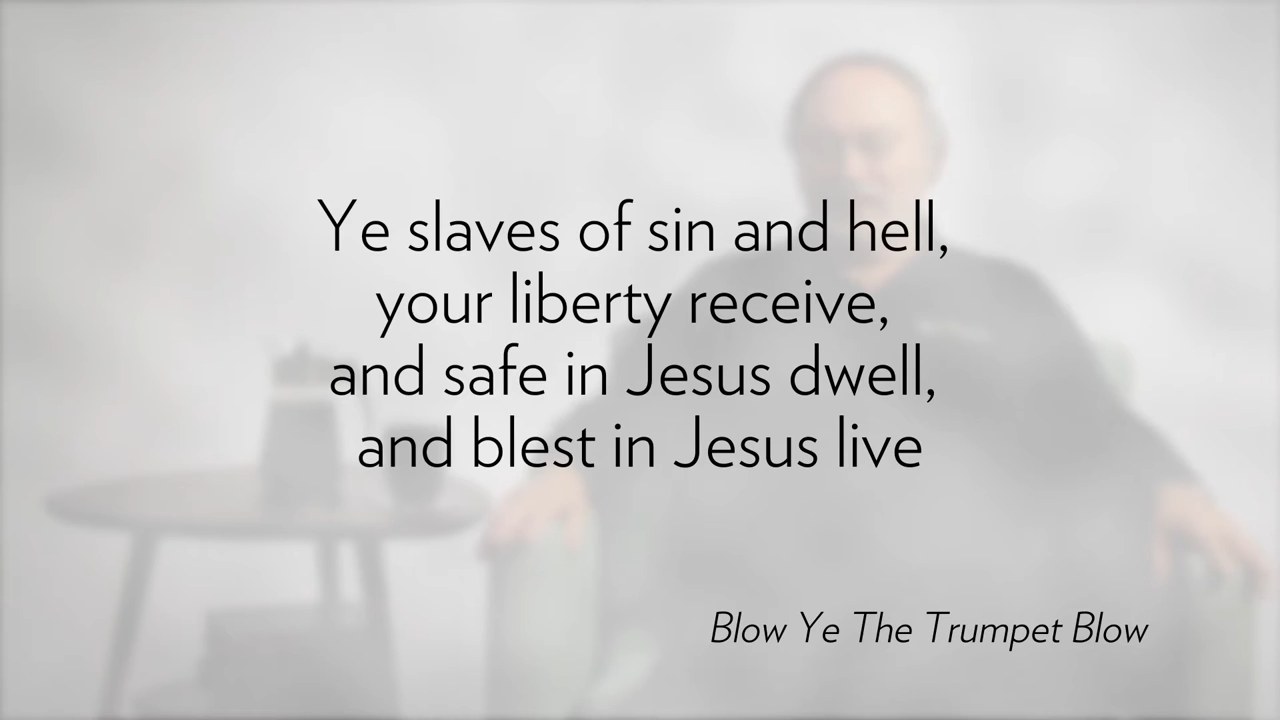 Ye slaves of sin and hell,
your liberty receive,
and safe in Jesus dwell,
and blest in Jesus live
Blow Ye The Trumpet Blow